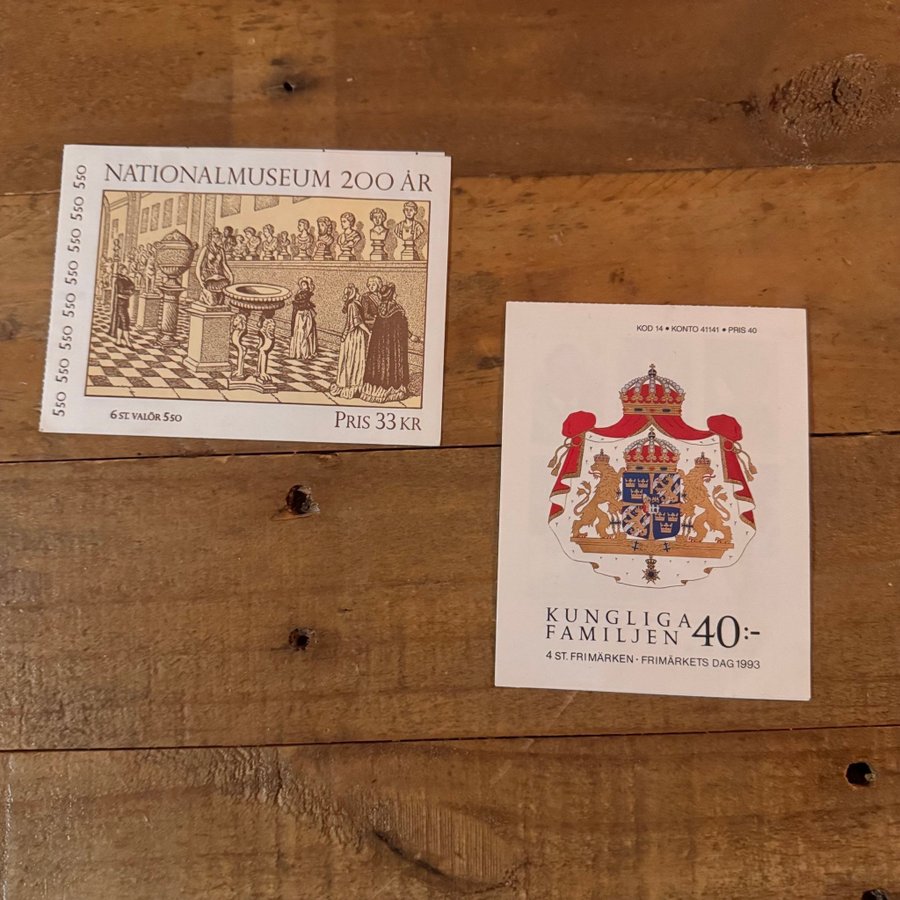 NATIONALMUSEUM 200 ÅR
550 550 550 550 550 550 550
6 ST. VALÖR 550
PRIS 33 KR
KOD 14 • KONTO 41141 • PRIS 40
KUNGLIGA
FAMILJEN 40:-
4 ST. FRIMÄRKEN · FRIMÄRKETS DAG 1993